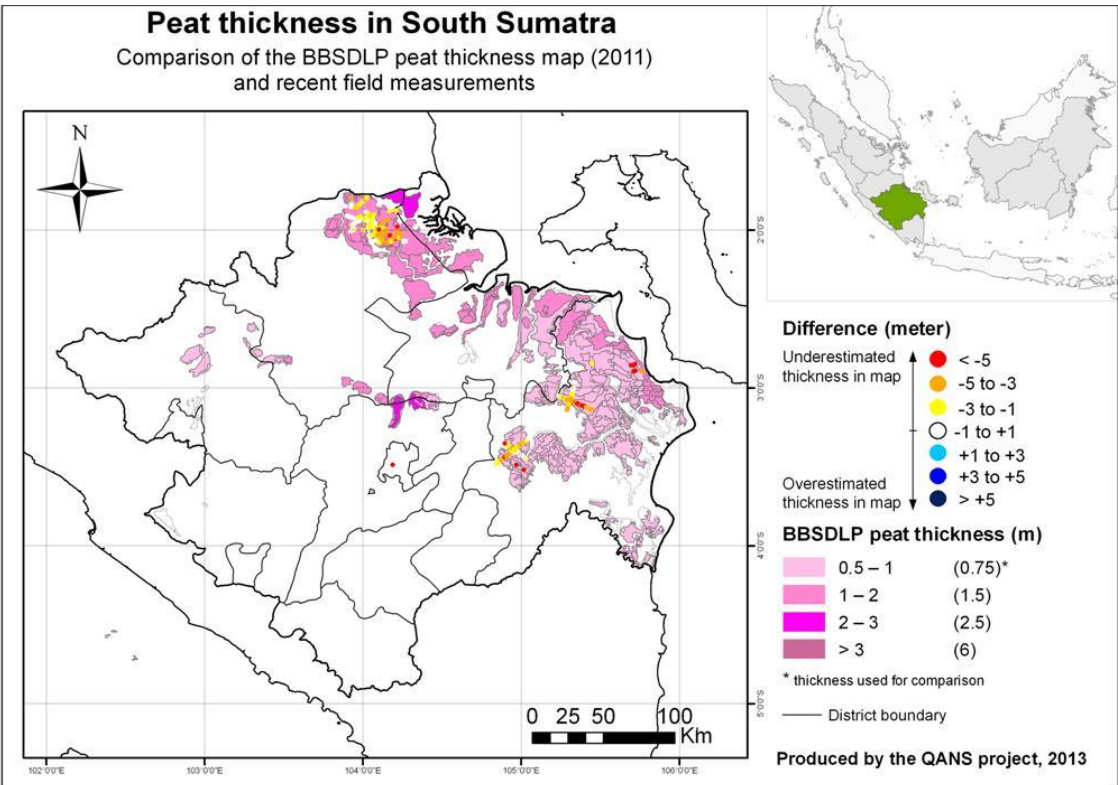 Peat thickness in South Sumatra
Comparison of the BBSDLP peat thickness map (2011)
and recent field measurements
N
2°0'0"S
3°0'0"S
4°0'0"S
5°0'0"S
0 25 50 100
Km
102°0'0"E 103°0'0"E 104°0'0"E 105°0'0"E 106°0'0"E
Difference (meter)
Underestimated
thickness in map
< -5
-5 to -3
-3 to -1
-1 to +1
+1 to +3
+3 to +5
> +5
Overestimated
thickness in map
BBSDLP peat thickness (m)
0.5 – 1 (0.75)*
1 – 2 (1.5)
2 – 3 (2.5)
> 3 (6)
* thickness used for comparison
District boundary
Produced by the QANS project, 2013